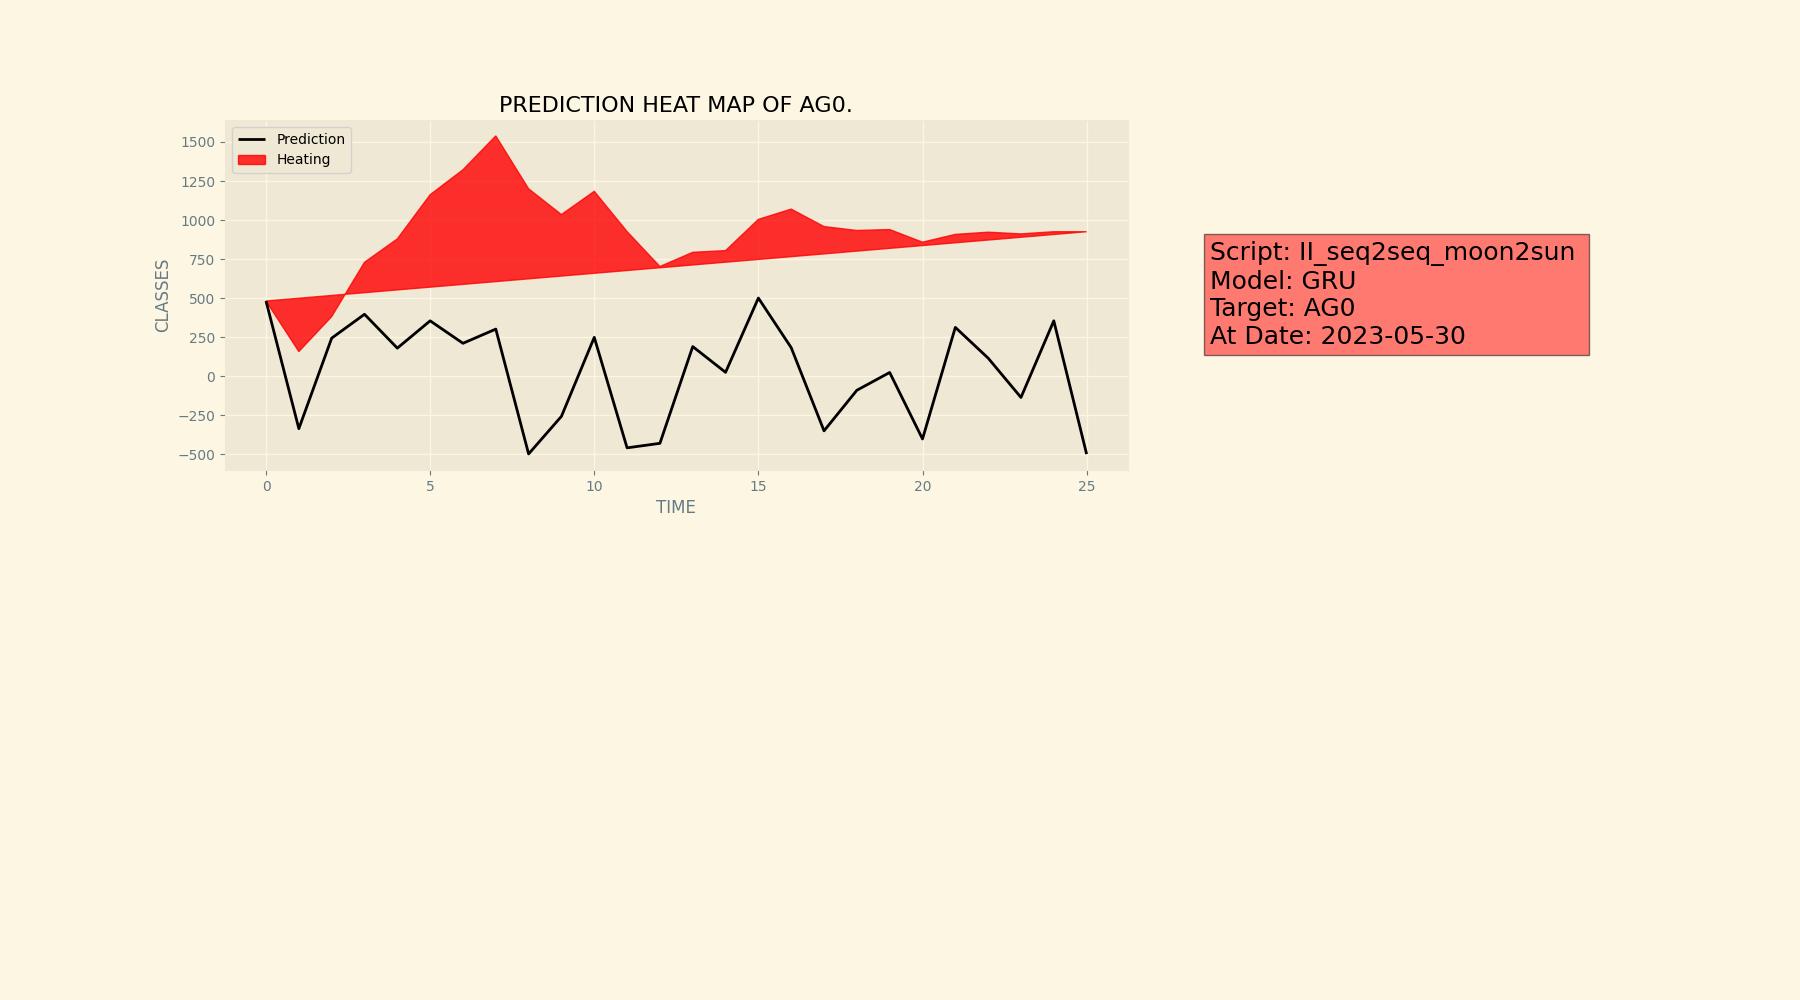 PREDICTION HEAT MAP OF AG0.
Prediction
Heating
1500
1250
1000
750
500
250
0
−250
−500
CLASSES
0 5 10 15 20 25
TIME
Script: II_seq2seq_moon2sun
Model: GRU
Target: AG0
At Date: 2023-05-30